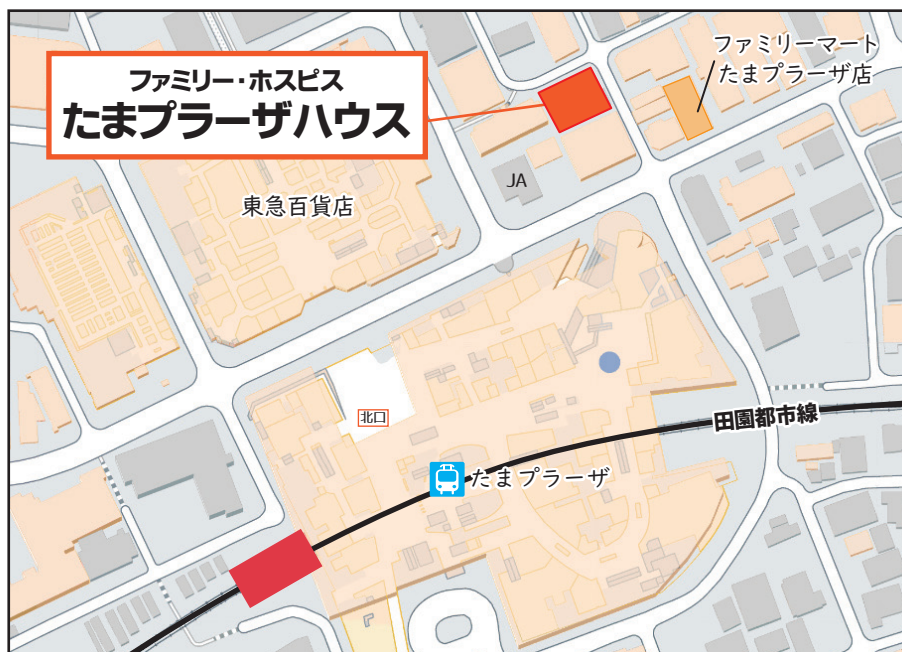 ファミリー・ホスピス
たまプラーザハウス
ファミリーマート
たまプラーザ店
JA
東急百貨店
北口
田園都市線
たまプラーザ